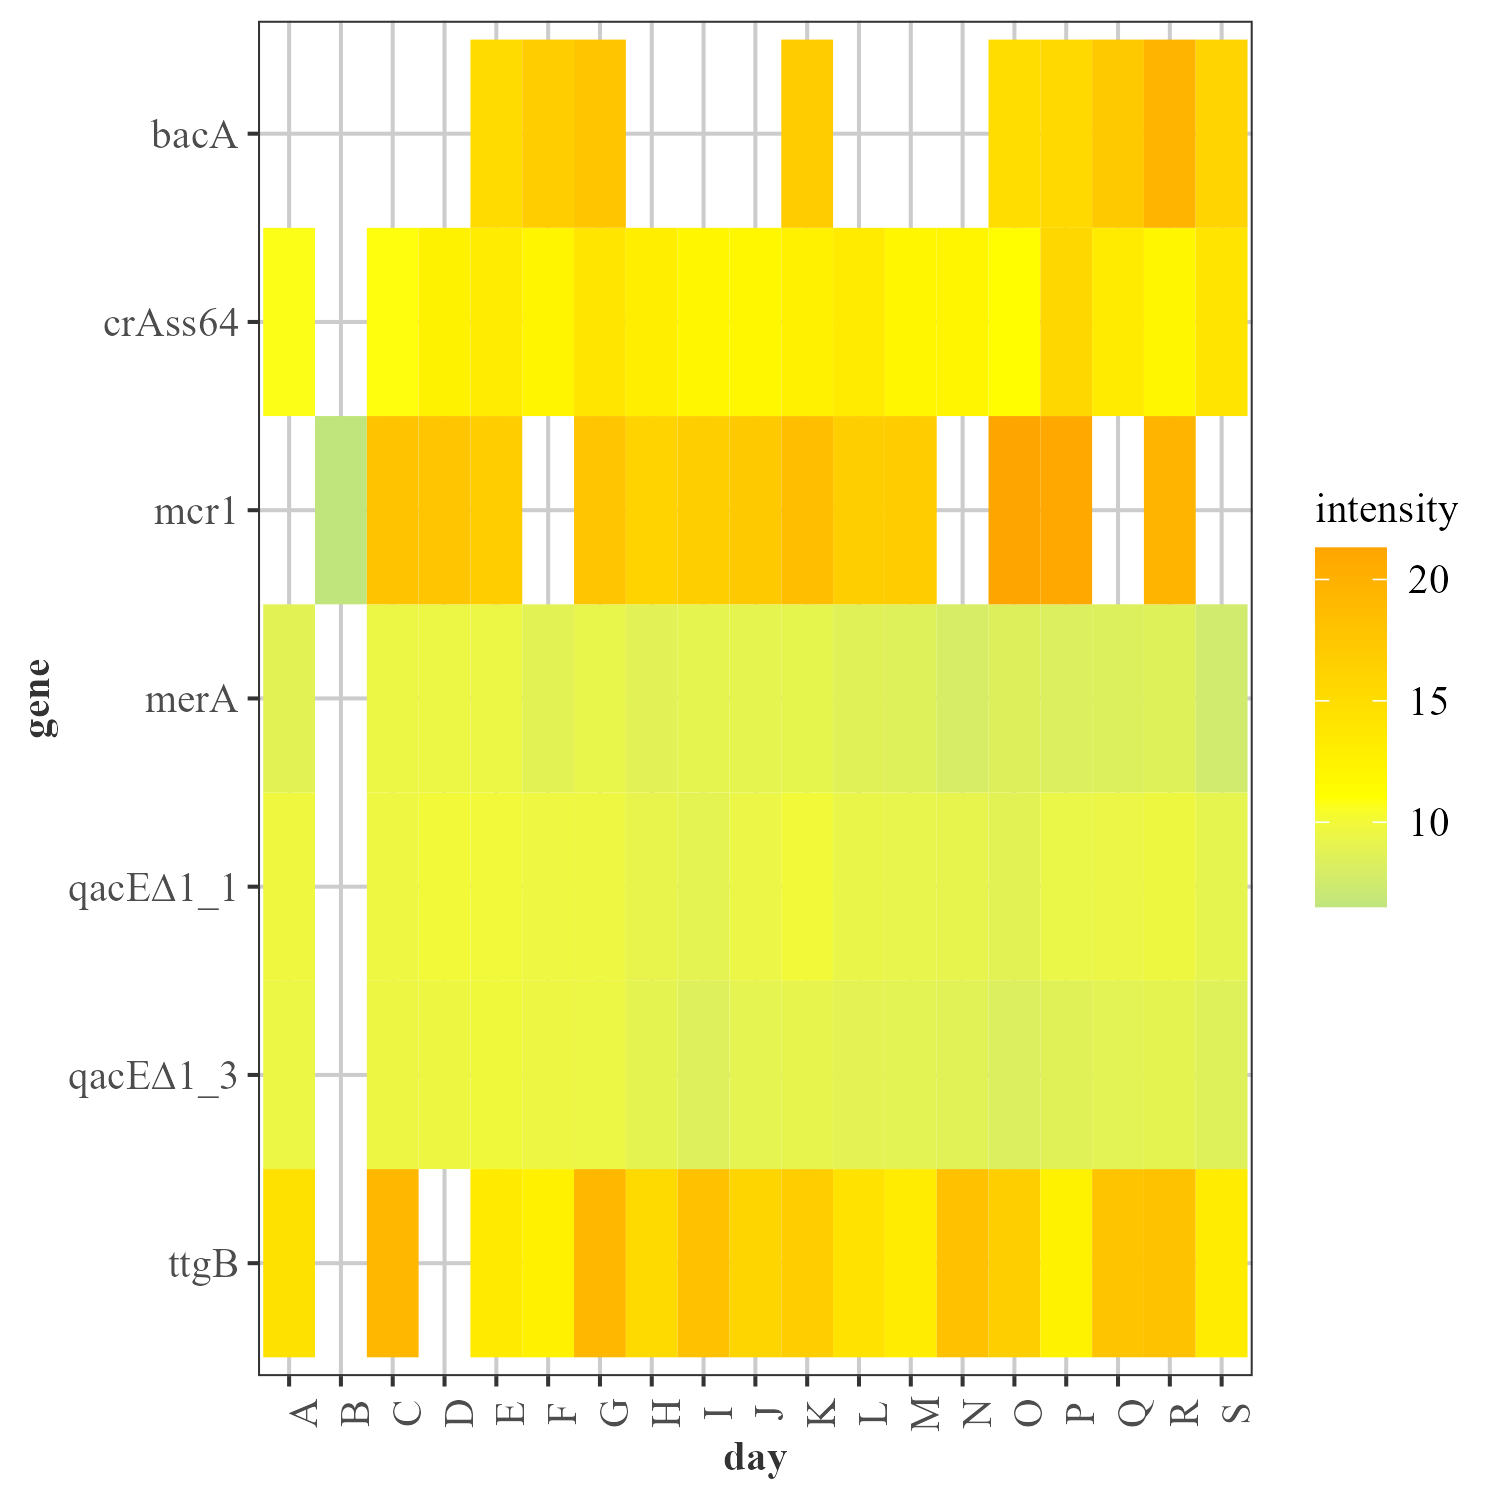 bacA
crAss64
mcr1
merA
qacEΔ1_1
qacEΔ1_3
ttgB
gene
A B C D E F G H I J K L M N O P Q R S
day
intensity
20
15
10